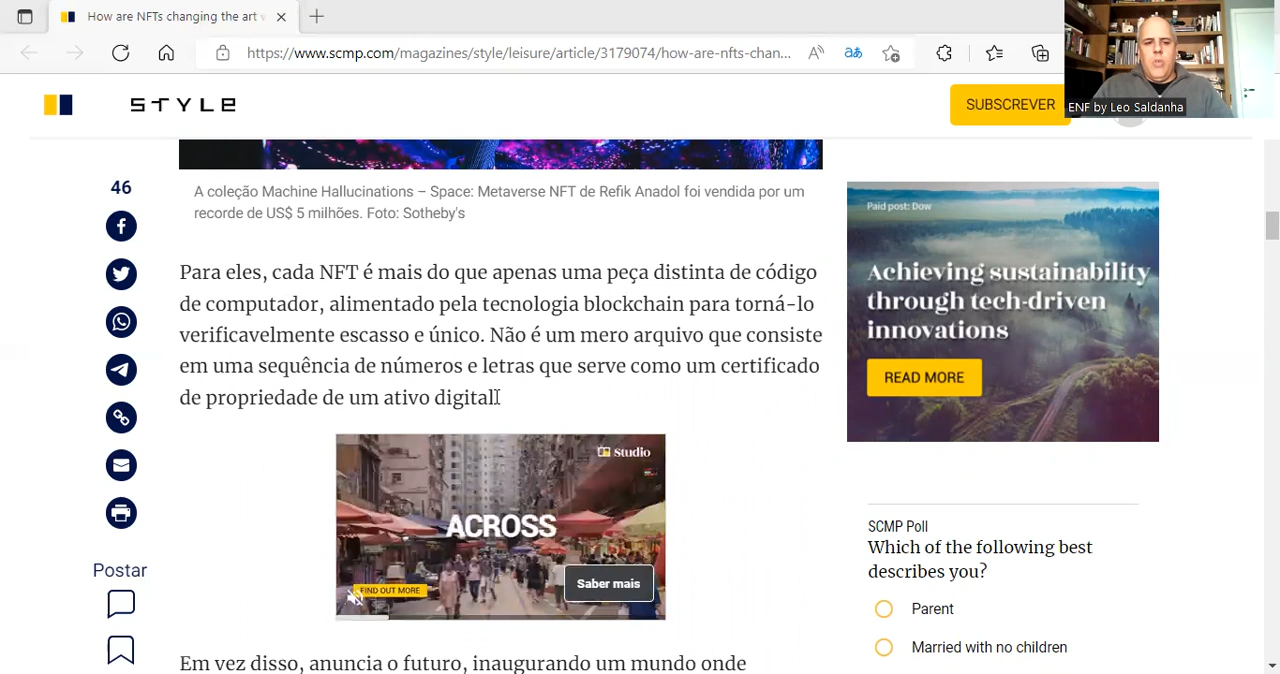 How are NFTs changing the art v
https://www.scmp.com/magazines/style/leisure/article/3179074/how-are-nfts-chan...
aあ
ENF by Leo Saldanha
STYLE
SUBSCREVER
46
A coleção Machine Hallucinations – Space: Metaverse NFT de Refik Anadol foi vendida por um
recorde de US$ 5 milhões. Foto: Sotheby's
Para eles, cada NFT é mais do que apenas uma peça distinta de código
de computador, alimentado pela tecnologia blockchain para torná-lo
verificavelmente escasso e único. Não é um mero arquivo que consiste
em uma sequência de números e letras que serve como um certificado
de propriedade de um ativo digital.
Studio
ACROSS
FIND OUT MORE
Saber mais
Em vez disso, anuncia o futuro, inaugurando um mundo onde
Postar
Paid post: Dow
Achieving sustainability
through tech-driven
innovations
READ MORE
SCMP Poll
Which of the following best
describes you?
Parent
Married with no children